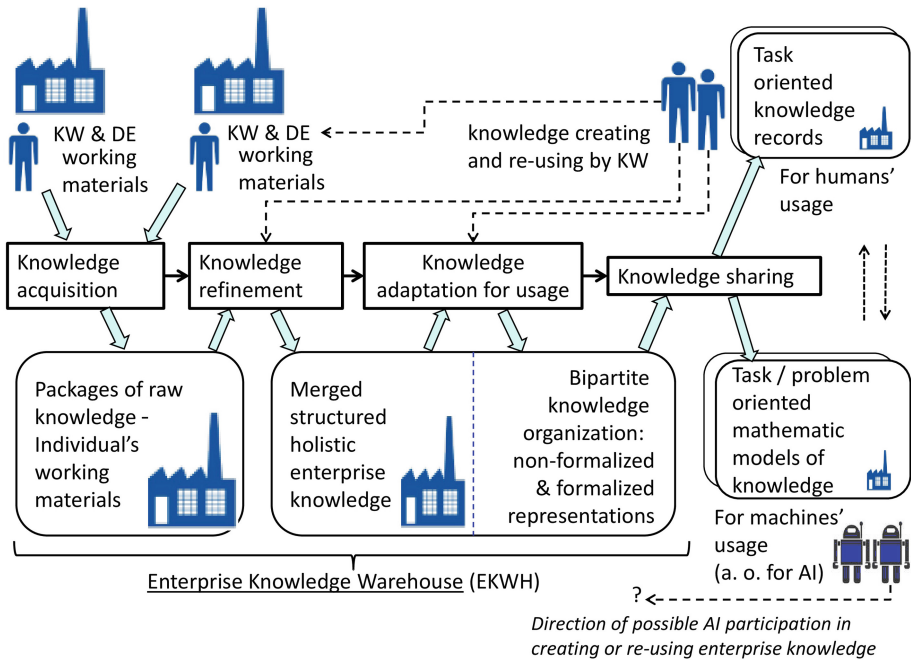 KW & DE
working
materials
KW & DE
working
materials
knowledge creating
and re-using by KW
Task
oriented
knowledge
records
For humans’
usage
Knowledge
acquisition
Knowledge
refinement
Knowledge
adaptation for usage
Knowledge sharing
Packages of raw
knowledge -
Individual’s
working
materials
Merged
structured
holistic
enterprise
knowledge
Bipartite
knowledge
organization:
non-formalized
& formalized
representations
Task / problem
oriented
mathematic
models of
knowledge
For machines’
usage
(a. o. for AI)
Enterprise Knowledge Warehouse (EKWH)
?
Direction of possible AI participation in
creating or re-using enterprise knowledge